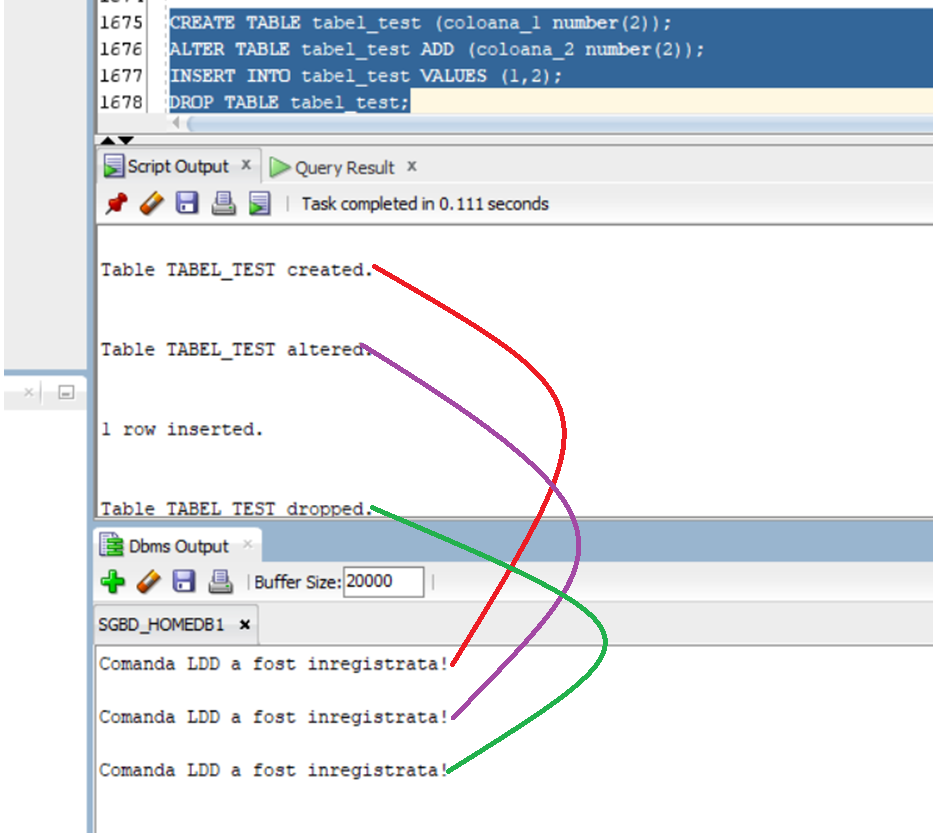 1675 CREATE TABLE tabel_test (coloana_1 number(2));
1676 ALTER TABLE tabel_test ADD (coloana_2 number(2));
1677 INSERT INTO tabel_test VALUES (1,2);
1678 DROP TABLE tabel_test;
Script Output x Query Result x
Task completed in 0.111 seconds
Table TABEL_TEST created.
Table TABEL_TEST altered.
1 row inserted.
Table TABEL_TEST dropped.
Dbms Output x
Buffer Size: 20000
SGBD_HOMEDB1 x
Comanda LDD a fost inregistrata!
Comanda LDD a fost inregistrata!
Comanda LDD a fost inregistrata!